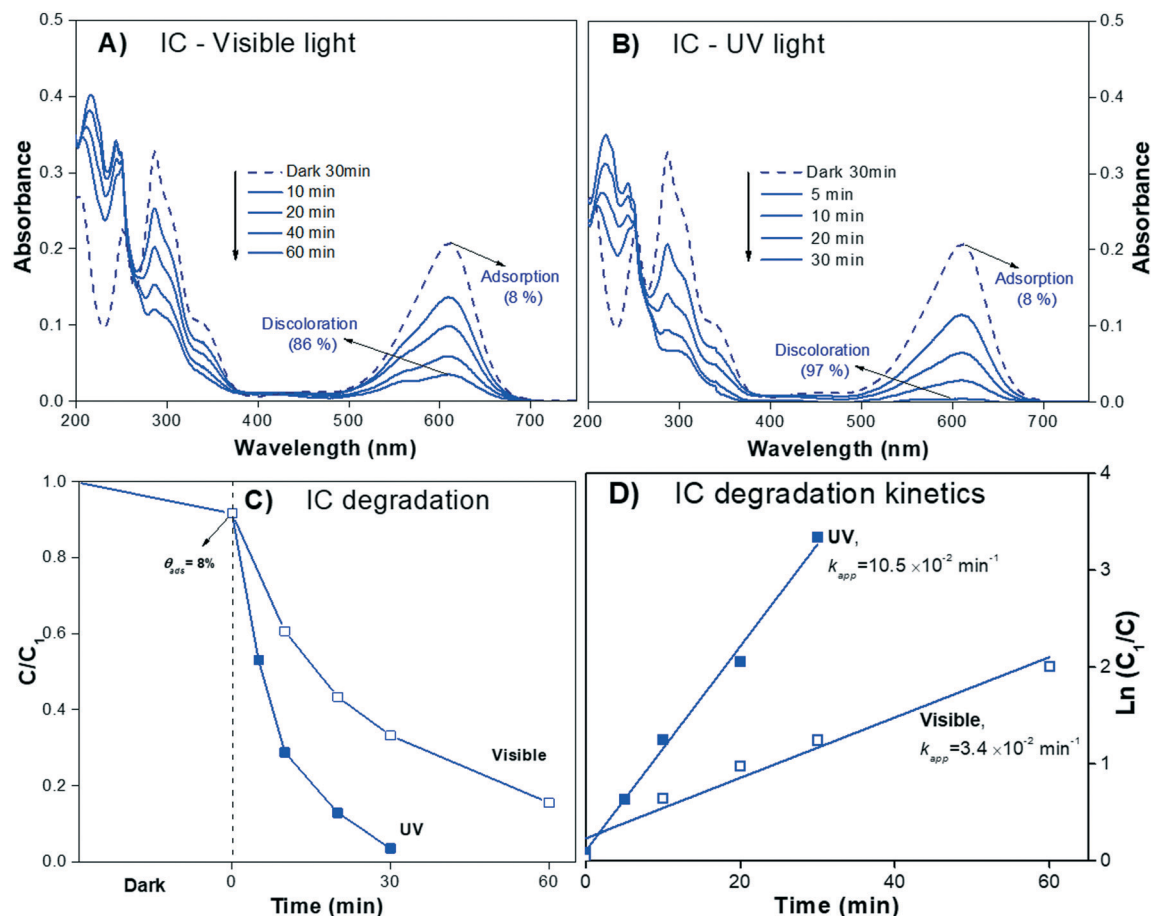 A) IC - Visible light
0.5
0.4
0.3
0.2
0.1
0.0
Absorbance
Dark 30min
10 min
20 min
40 min
60 min
Adsorption
(8 %)
Discoloration
(86 %)
200 300 400 500 600 700
Wavelength (nm)
B) IC - UV light
0.5
0.4
0.3
0.2
0.1
0.0
Absorbance
Dark 30min
5 min
10 min
20 min
30 min
Adsorption
(8 %)
Discoloration
(97 %)
200 300 400 500 600 700
Wavelength (nm)
C) IC degradation
1.0
0.8
0.6
0.4
0.2
0.0
C/C1
θads= 8%
Visible
UV
Dark 0 30 60
Time (min)
D) IC degradation kinetics
4
3
2
1
0
Ln (C1/C)
UV,
kapp=10.5 ×10-2 min-1
Visible,
kapp=3.4 ×10-2 min-1
0 20 40 60
Time (min)